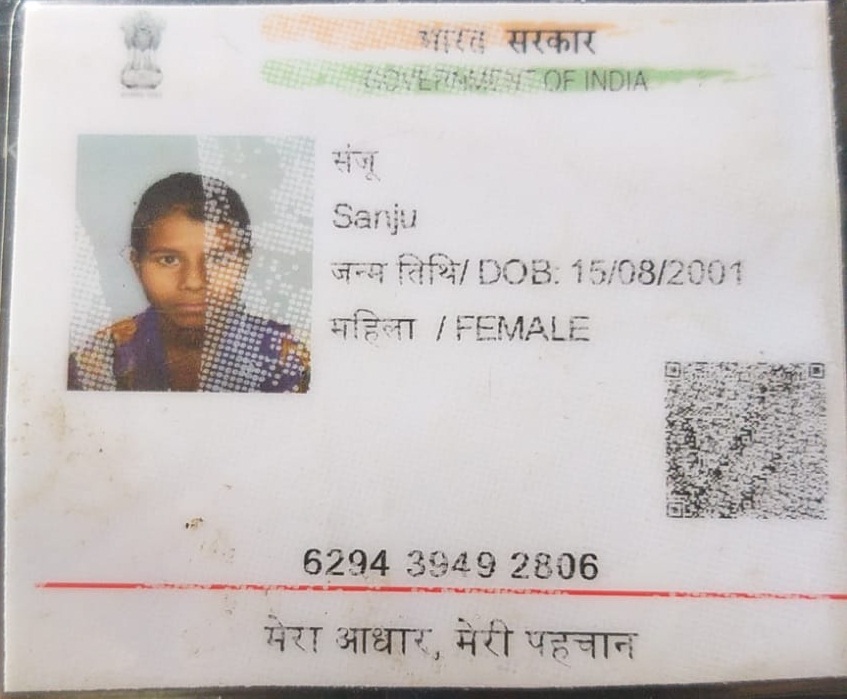 भारत सरकार
GOVERNMENT OF INDIA
संजू
Sanju
जन्म तिथि/ DOB: 15/08/2001
महिला / FEMALE
6294 3949 2806
मेरा आधार, मेरी पहचान